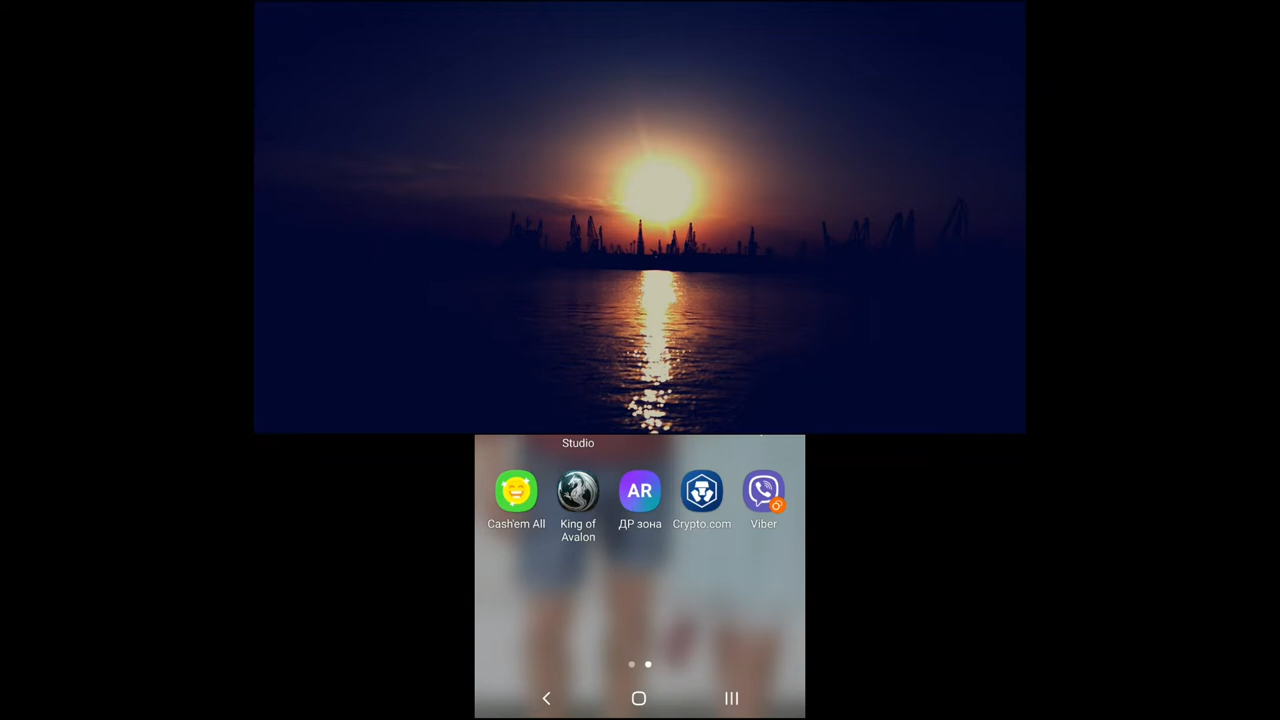 Studio
AR
Cash'em All
King of
Avalon
ДР зона
Crypto.com
Viber